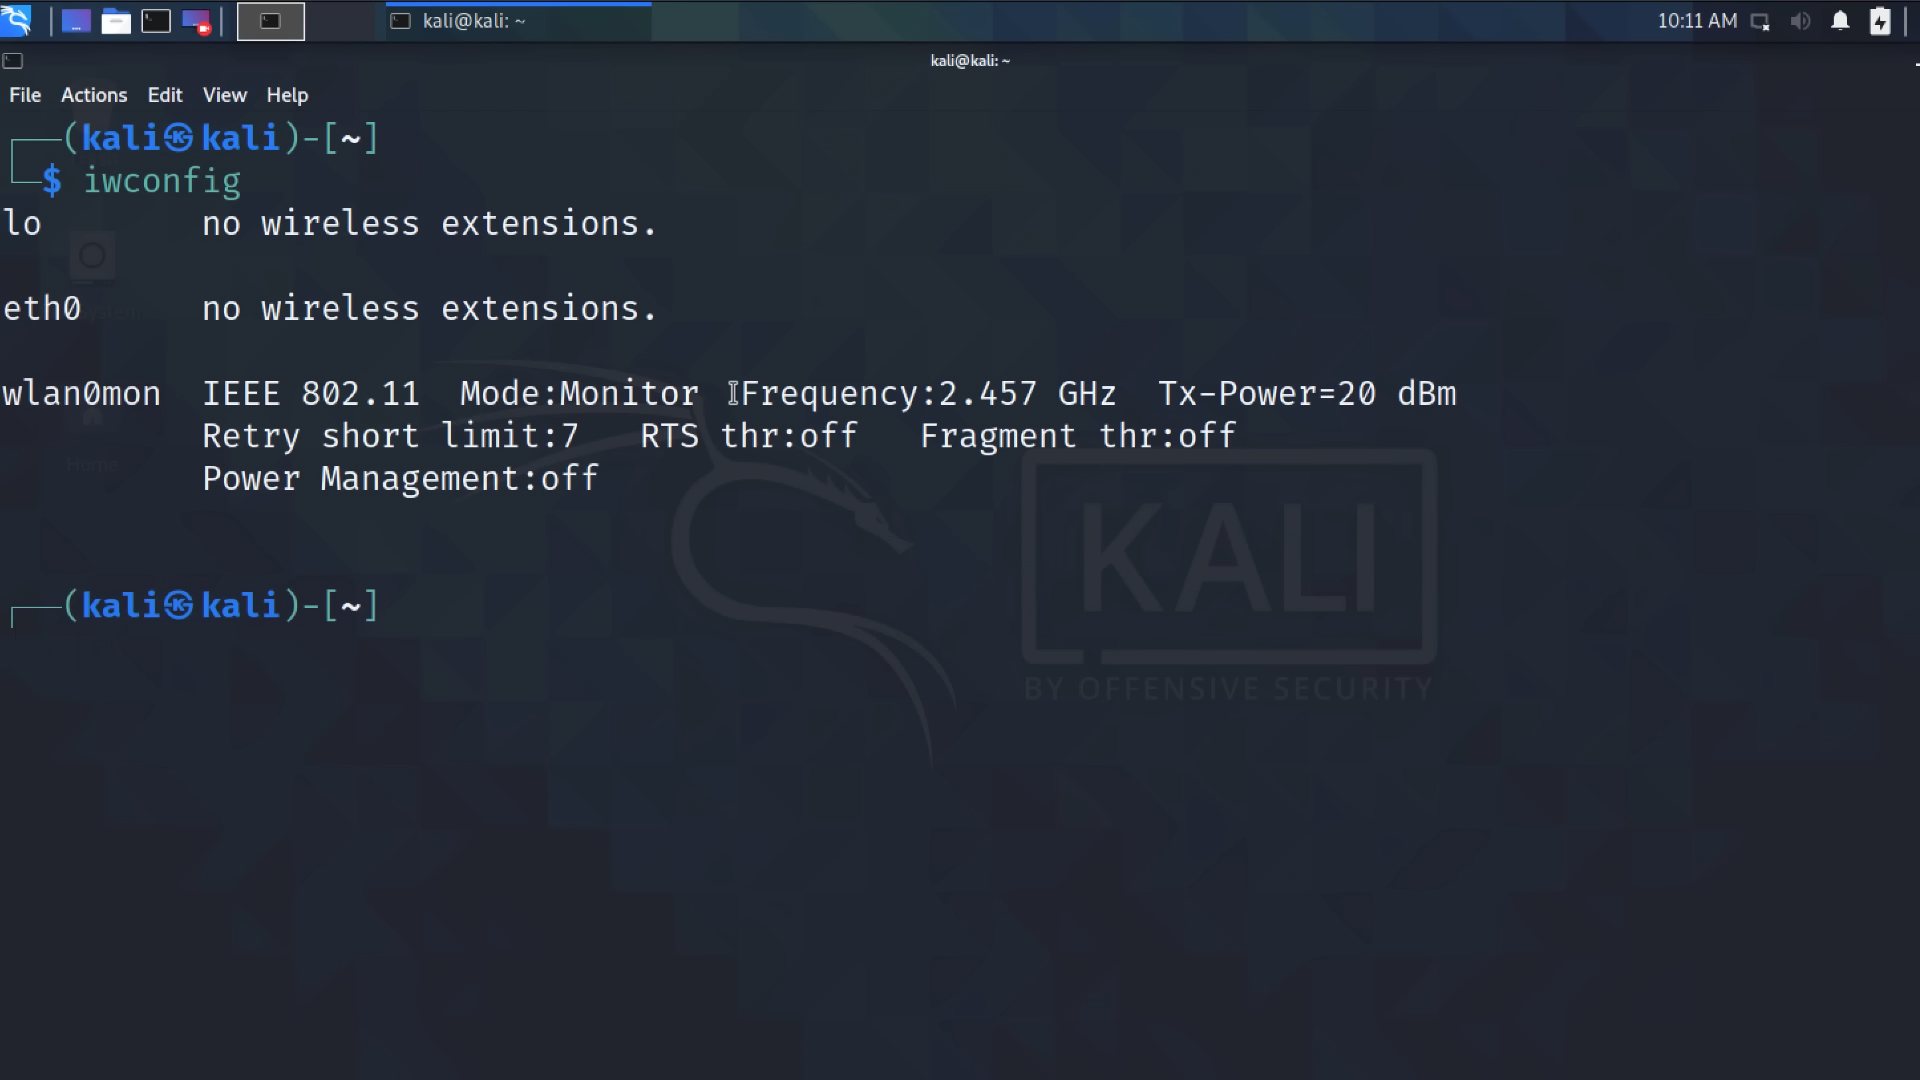 kali@kali: ~
10:11 AM
kali@kali: ~
File Actions Edit View Help
(kali㉿kali)-[~]
$ iwconfig
lo no wireless extensions.
eth0 no wireless extensions.
wlan0mon IEEE 802.11 Mode:Monitor Frequency:2.457 GHz Tx-Power=20 dBm
Retry short limit:7 RTS thr:off Fragment thr:off
Power Management:off
Home
(kali㉿kali)-[~]
KALI
BY OFFENSIVE SECURITY